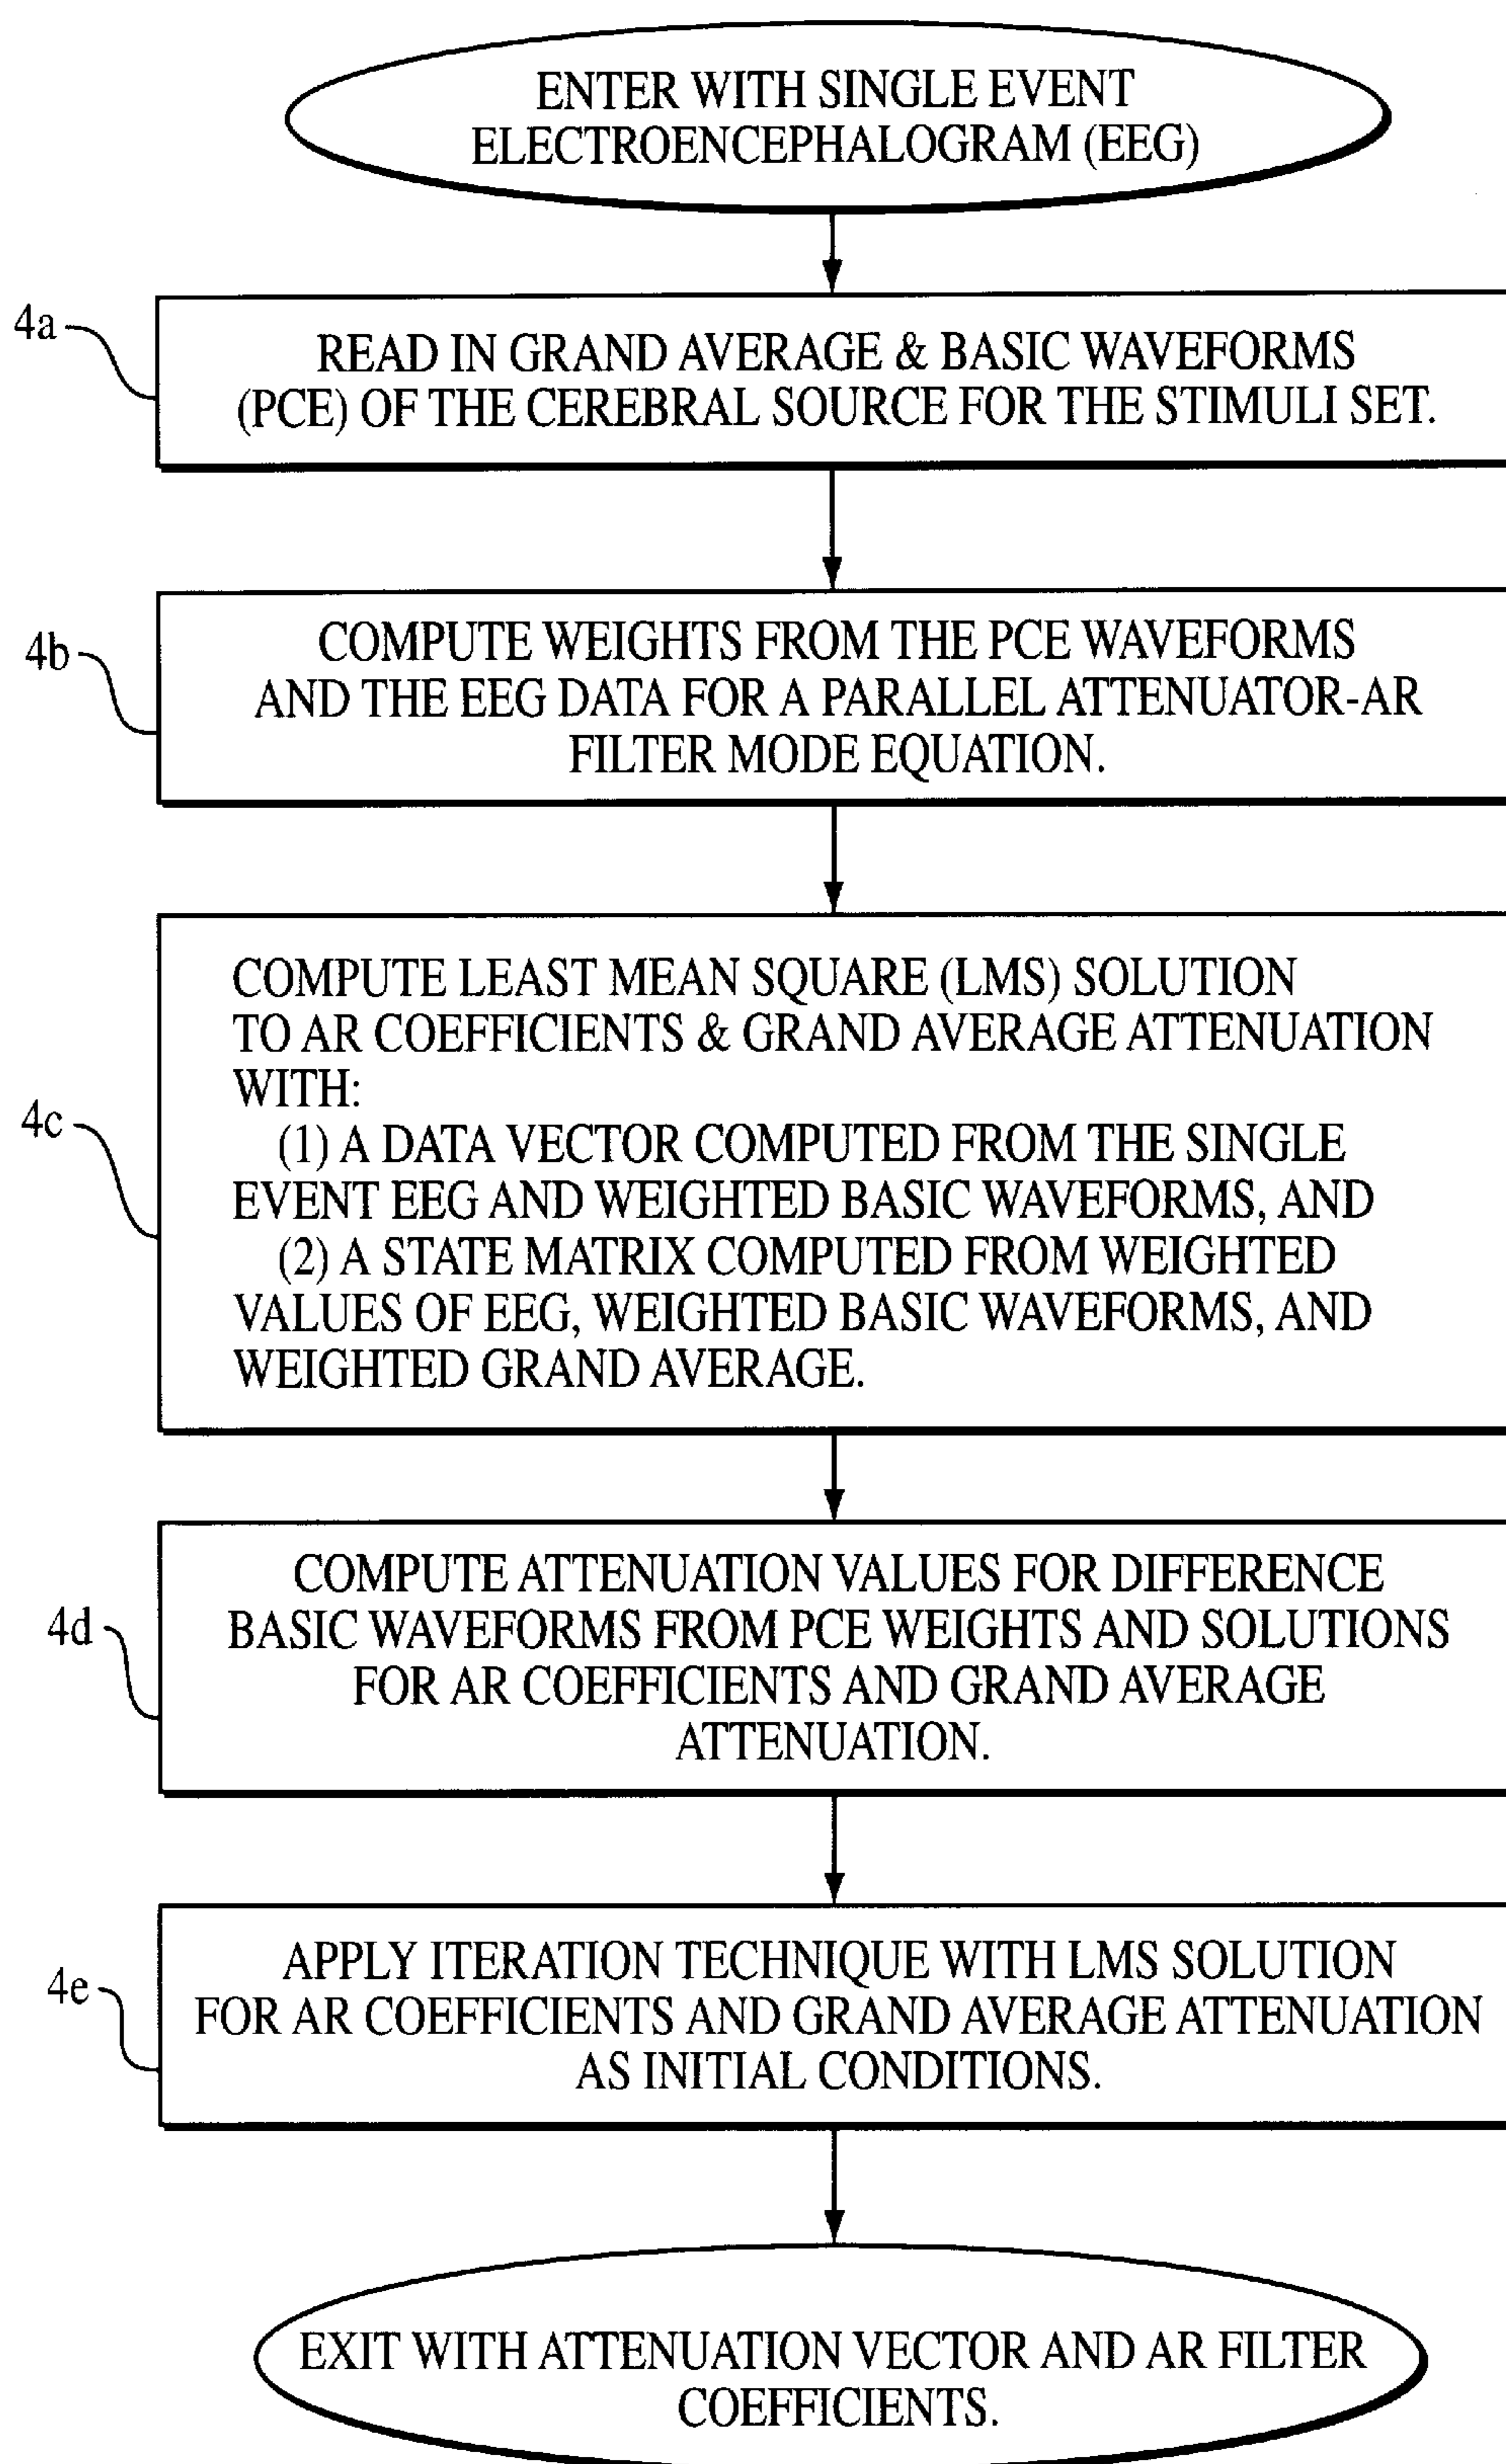 ENTER WITH SINGLE EVENT
ELECTROENCEPHALOGRAM (EEG)
4a
READ IN GRAND AVERAGE & BASIC WAVEFORMS
(PCE) OF THE CEREBRAL SOURCE FOR THE STIMULI SET.
4b
COMPUTE WEIGHTS FROM THE PCE WAVEFORMS
AND THE EEG DATA FOR A PARALLEL ATTENUATOR-AR
FILTER MODE EQUATION.
4c
COMPUTE LEAST MEAN SQUARE (LMS) SOLUTION
TO AR COEFFICIENTS & GRAND AVERAGE ATTENUATION
WITH:
(1) A DATA VECTOR COMPUTED FROM THE SINGLE
EVENT EEG AND WEIGHTED BASIC WAVEFORMS, AND
(2) A STATE MATRIX COMPUTED FROM WEIGHTED
VALUES OF EEG, WEIGHTED BASIC WAVEFORMS, AND
WEIGHTED GRAND AVERAGE.
4d
COMPUTE ATTENUATION VALUES FOR DIFFERENCE
BASIC WAVEFORMS FROM PCE WEIGHTS AND SOLUTIONS
FOR AR COEFFICIENTS AND GRAND AVERAGE
ATTENUATION.
4e
APPLY ITERATION TECHNIQUE WITH LMS SOLUTION
FOR AR COEFFICIENTS AND GRAND AVERAGE ATTENUATION
AS INITIAL CONDITIONS.
EXIT WITH ATTENUATION VECTOR AND AR FILTER
COEFFICIENTS.